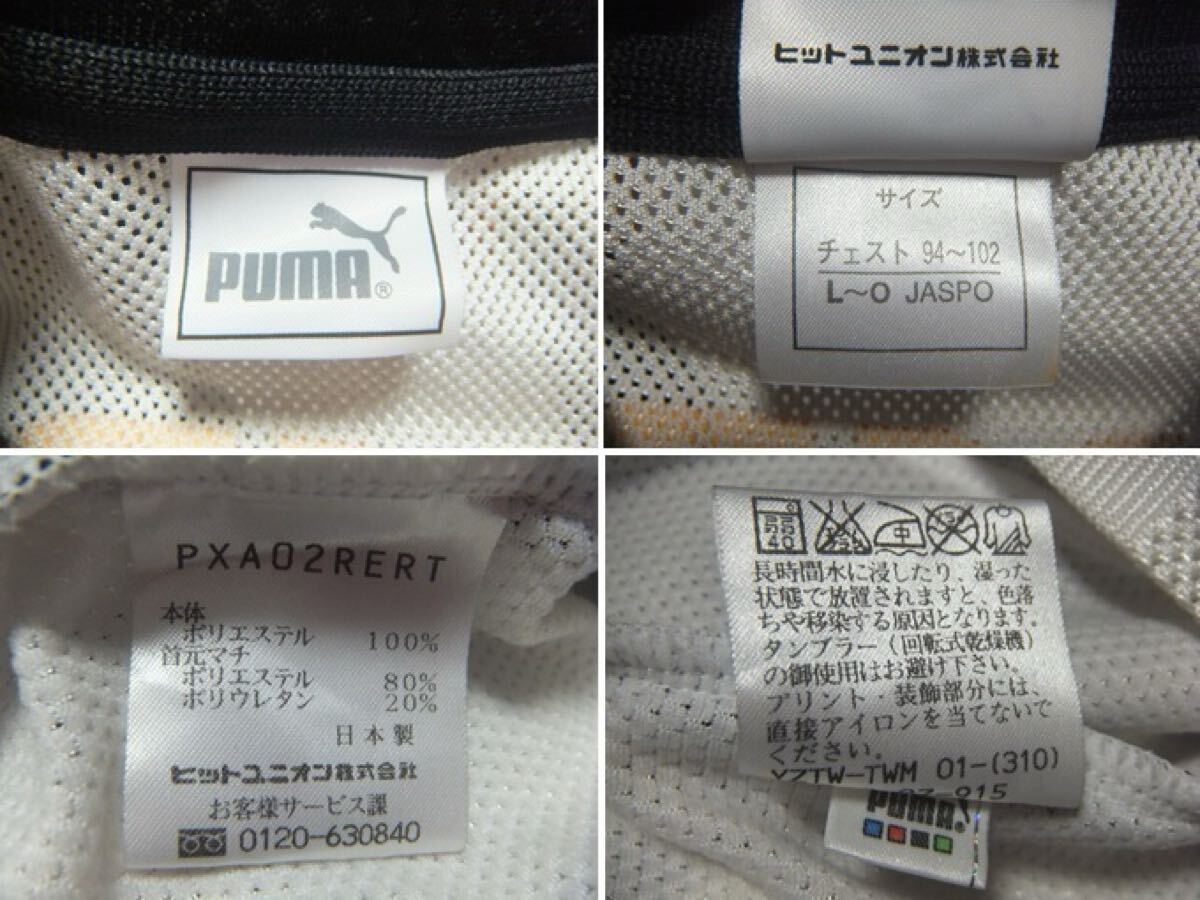 PUMA®
ヒットユニオン株式会社
サイズ
チェスト 94~102
L~O JASPO
PXA02RERT
本体
ポリエステル 100%
首元マチ
ポリエステル 80%
ポリウレタン 20%
日本製
ヒットユニオン株式会社
お客様サービス課
0120-630840
40
中
長時間水に浸したり、湿った
状態で放置されますと、色落
ちや移染する原因となります。
タンブラー(回転式乾燥機)
の御使用はお避け下さい。
プリント・装飾部分には、
直接アイロンを当てないで
ください。
01-(310)
PUMA